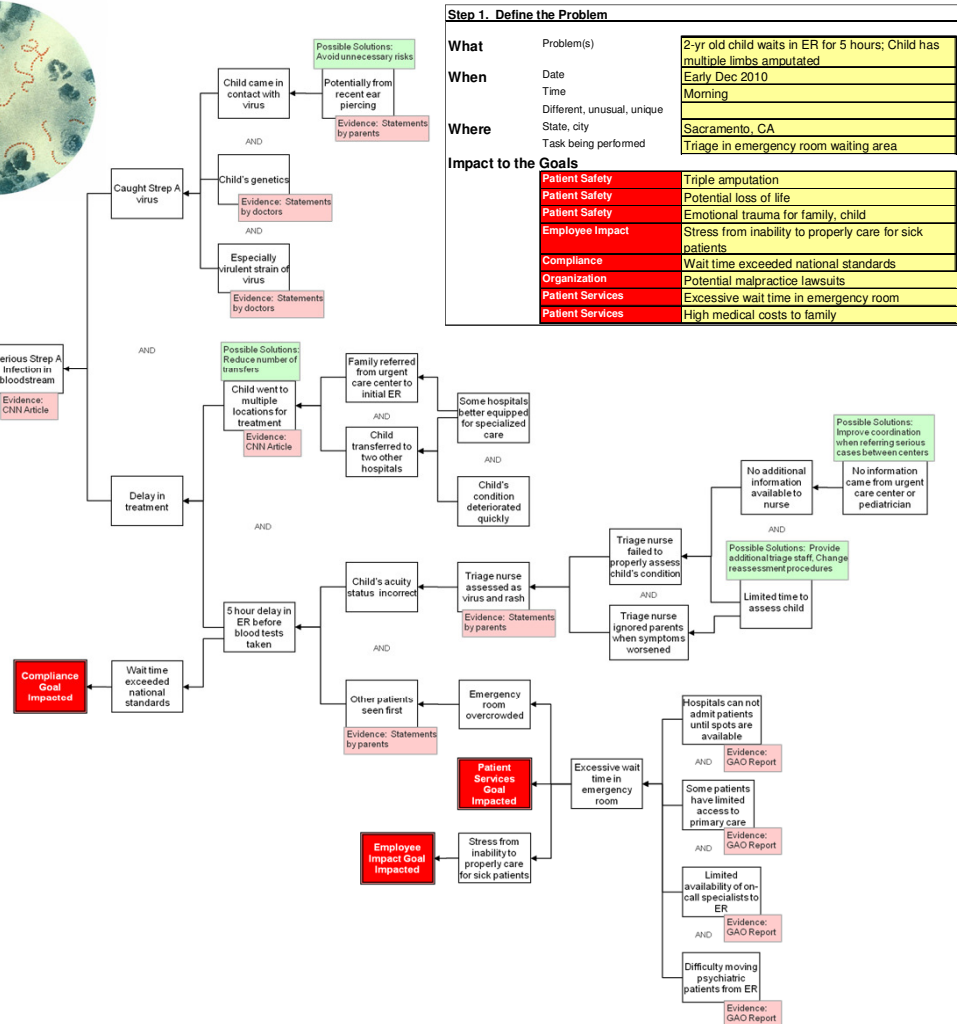 Step 1.  Define the Problem
What
Problem(s)
2-yr old child waits in ER for 5 hours; Child has
multiple limbs amputated
When
Date
Early Dec 2010
Time
Morning
Different, unusual, unique
Where
State, city
Sacramento, CA
Task being performed
Triage in emergency room waiting area
Impact to the Goals
Patient Safety
Triple amputation
Patient Safety
Potential loss of life
Patient Safety
Emotional trauma for family, child
Employee Impact
Stress from inability to properly care for sick
patients
Compliance
Wait time exceeded national standards
Organization
Potential malpractice lawsuits
Patient Services
Excessive wait time in emergency room
Patient Services
High medical costs to family
Possible Solutions:
Avoid unnecessary risks
Child came in
contact with
virus
Potentially from
recent ear
piercing
Evidence: Statements
by parents
AND
Caught Strep A
virus
Child's genetics
Evidence: Statements
by doctors
AND
Especially
virulent strain of
virus
Evidence: Statements
by doctors
AND
erious Strep A
Infection in
bloodstream
Evidence:
CNN Article
Possible Solutions:
Reduce number of
transfers
Child went to
multiple
locations for
treatment
Evidence:
CNN Article
Family referred
from urgent
care center to
initial ER
AND
Child
transferred to
two other
hospitals
Some hospitals
better equipped
for specialized
care
AND
Child's
condition
deteriorated
quickly
Delay in
treatment
AND
Possible Solutions:
Improve coordination
when referring serious
cases between centers
No additional
information
available to
nurse
No information
came from urgent
care center or
pediatrician
AND
Possible Solutions: Provide
additional triage staff, Change
reassessment procedures
Limited time to
assess child
Triage nurse
failed to
properly assess
child's condition
AND
Triage nurse
ignored parents
when symptoms
worsened
Child's acuity
status incorrect
Triage nurse
assessed as
virus and rash
Evidence: Statements
by parents
5 hour delay in
ER before
blood tests
taken
AND
Compliance
Goal
Impacted
Wait time
exceeded
national
standards
Other patients
seen first
Evidence: Statements
by parents
Emergency
room
overcrowded
Patient
Services
Goal
Impacted
Excessive wait
time in
emergency
room
Employee
Impact Goal
Impacted
Stress from
inability to
properly care
for sick patients
Hospitals can not
admit patients
until spots are
available
Evidence:
GAO Report
AND
Some patients
have limited
access to
primary care
Evidence:
GAO Report
AND
Limited
availability of on-
call specialists to
ER
Evidence:
GAO Report
AND
Difficulty moving
psychiatric
patients from ER
Evidence:
GAO Report